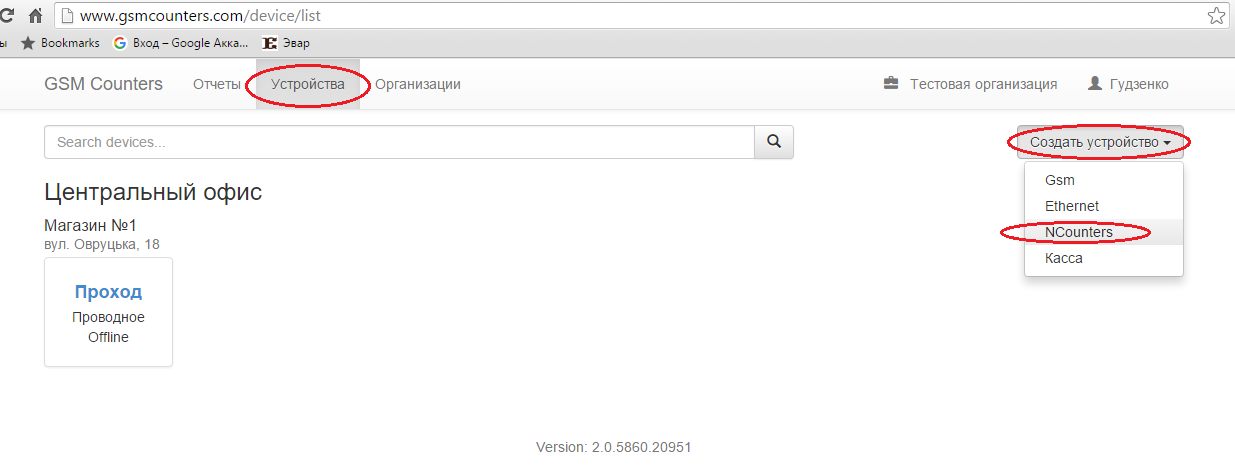 www.gsmcounters.com/device/list
ы Bookmarks Вход – Google Акка... Эвар
GSM Counters Отчеты Устройства Организации Тестовая организация Гудзенко
Search devices... Создать устройство
Gsm
Ethernet
NCounters
Касса
Центральный офис
Магазин №1
вул. Овруцька, 18
Проход
Проводное
Offline
Version: 2.0.5860.20951